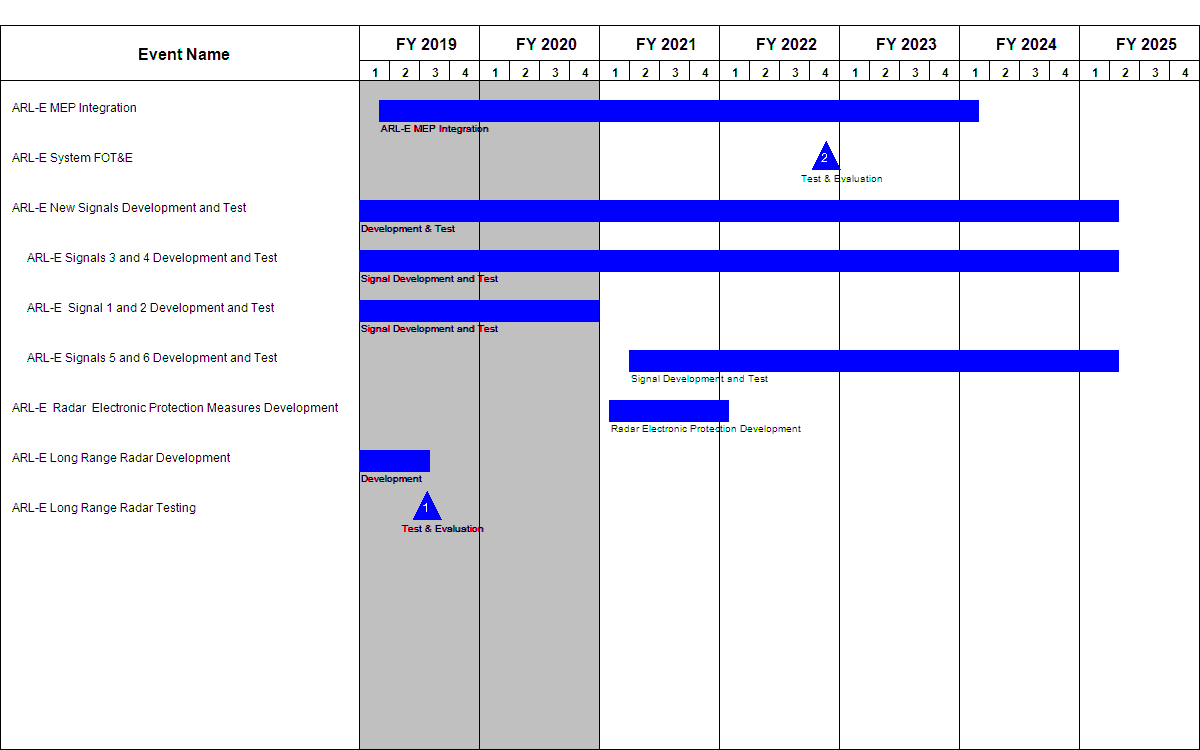 Event Name
FY 2019 FY 2020 FY 2021 FY 2022 FY 2023 FY 2024 FY 2025
1 2 3 4 1 2 3 4 1 2 3 4 1 2 3 4 1 2 3 4 1 2 3 4 1 2 3 4
ARL-E MEP Integration
ARL-E MEP Integration
ARL-E System FOT&E
2
Test & Evaluation
ARL-E New Signals Development and Test
Development & Test
ARL-E Signals 3 and 4 Development and Test
Signal Development and Test
ARL-E Signal 1 and 2 Development and Test
Signal Development and Test
ARL-E Signals 5 and 6 Development and Test
Signal Development and Test
ARL-E Radar Electronic Protection Measures Development
Radar Electronic Protection Development
ARL-E Long Range Radar Development
Development
ARL-E Long Range Radar Testing
1
Test & Evaluation